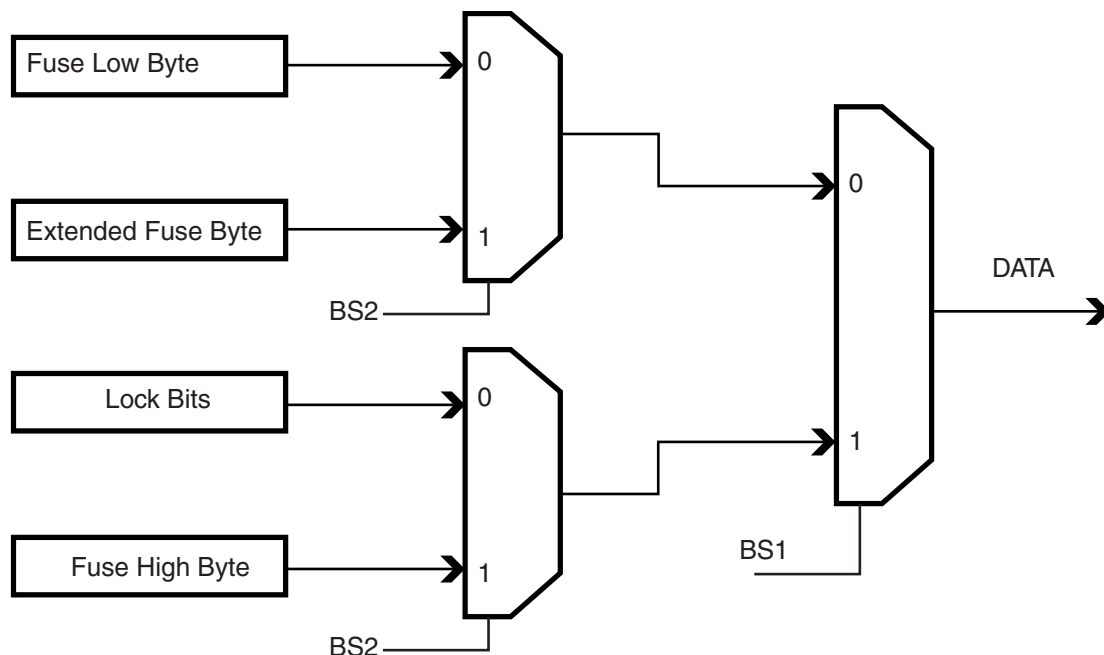 Fuse Low Byte
0
Extended Fuse Byte
1
BS2
0
DATA
Lock Bits
0
1
Fuse High Byte
1
BS1
BS2